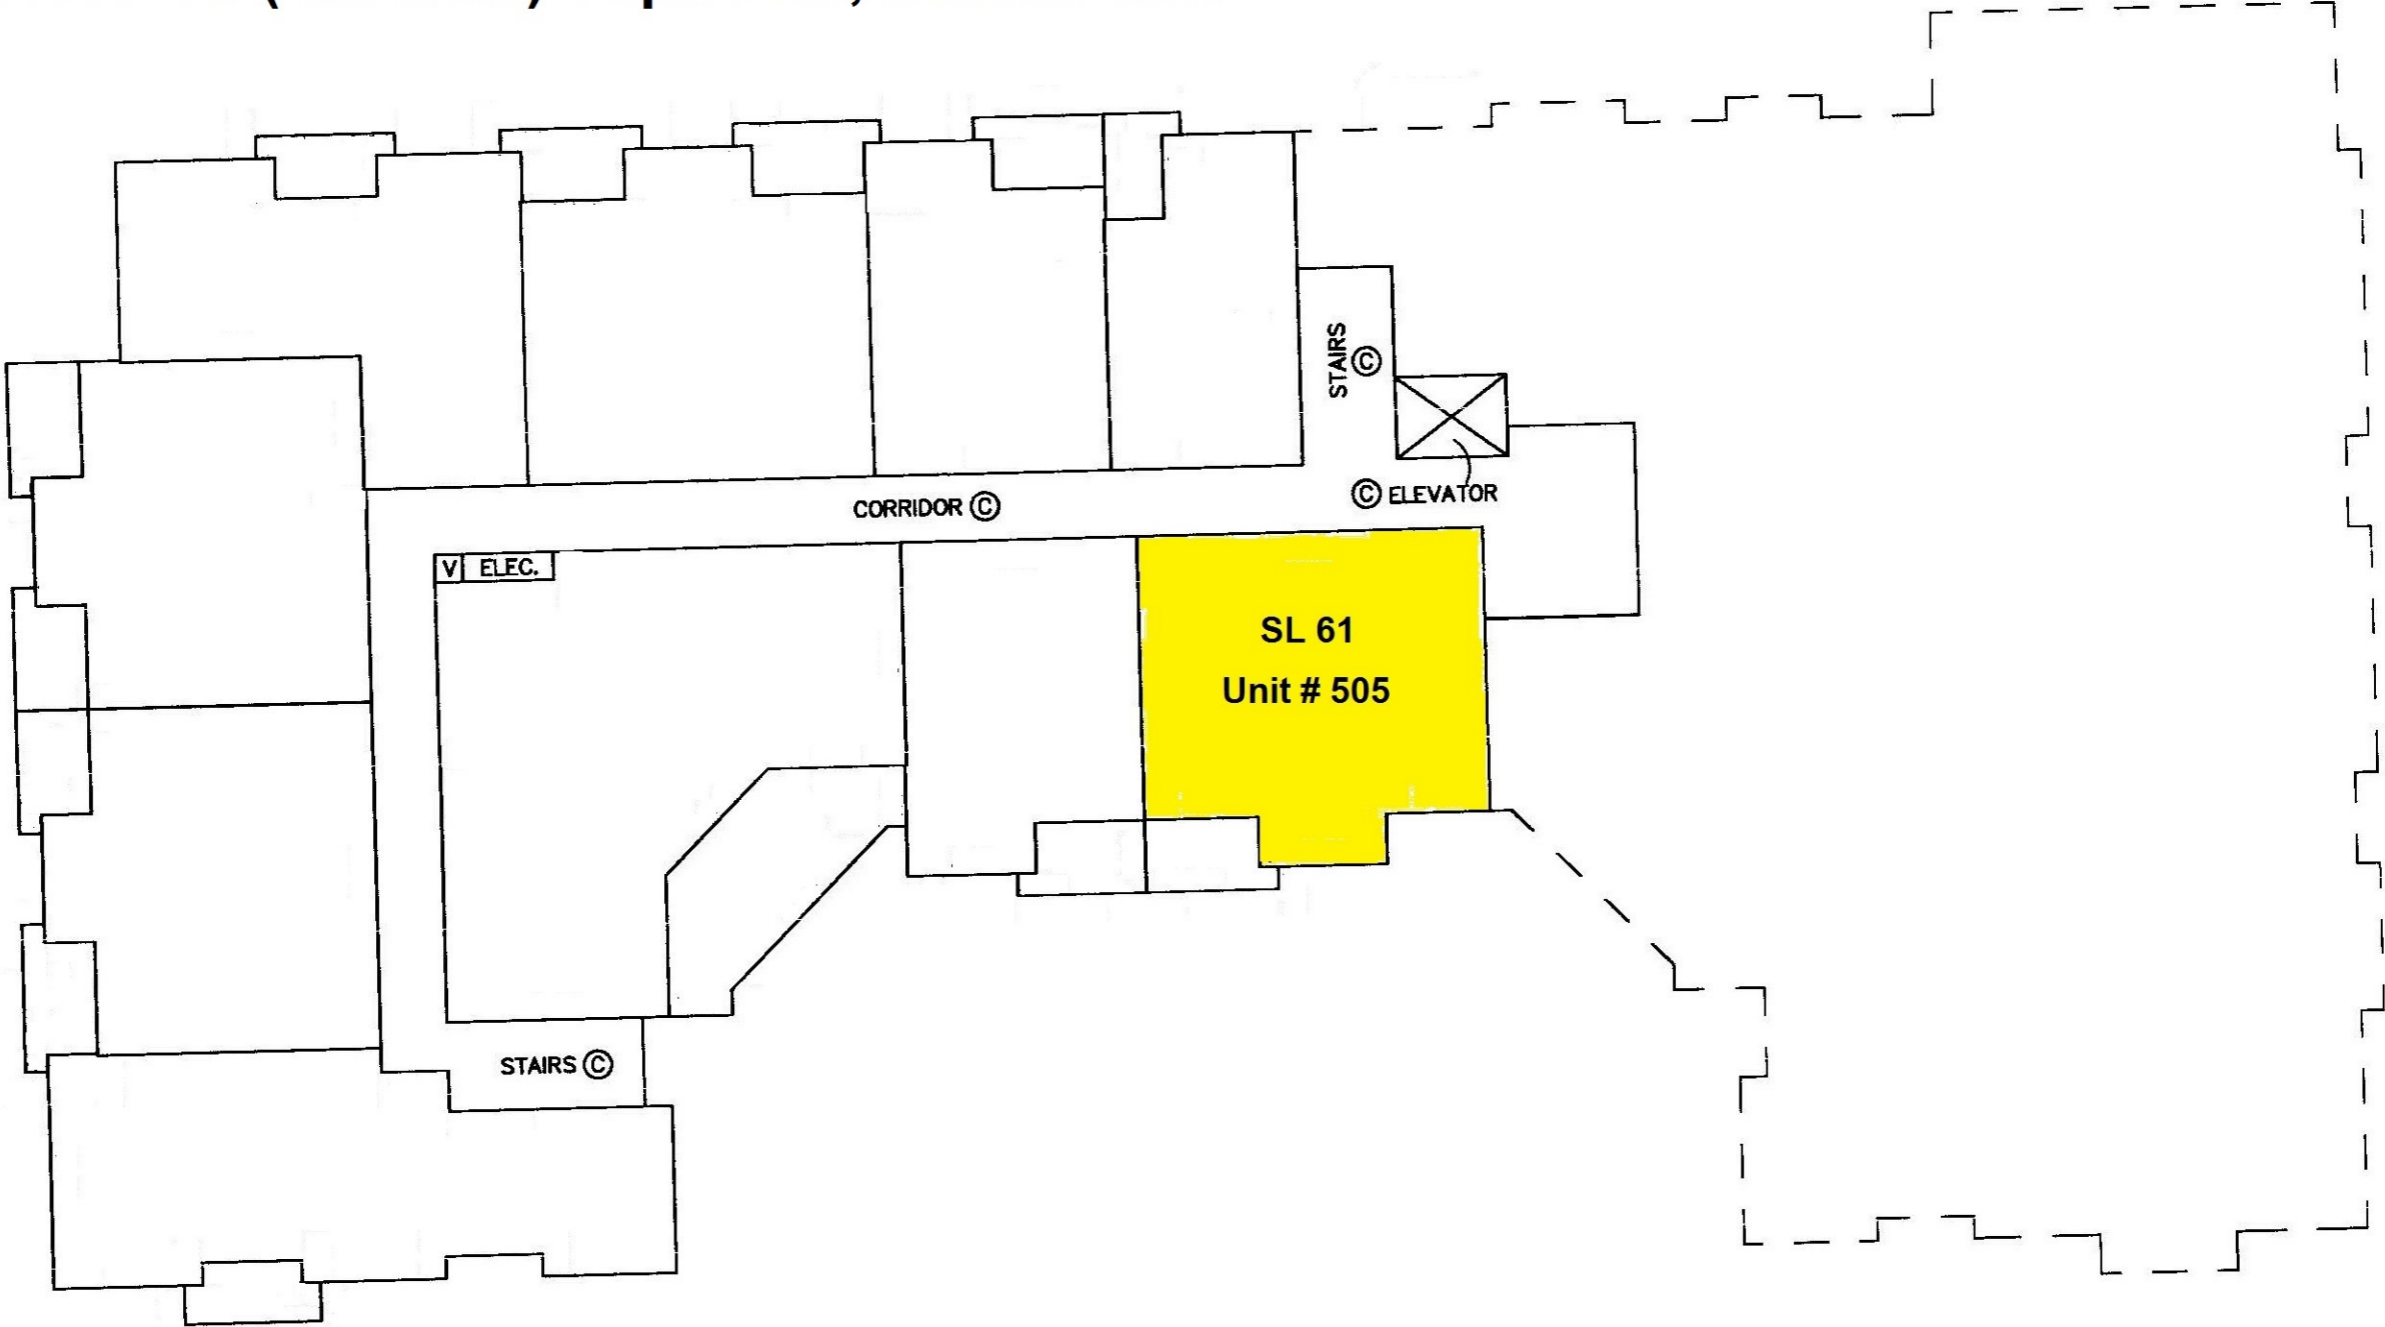 STAIRS Ⓒ
Ⓒ ELEVATOR
CORRIDOR Ⓒ
V ELEC.
SL 61
Unit # 505
STAIRS Ⓒ